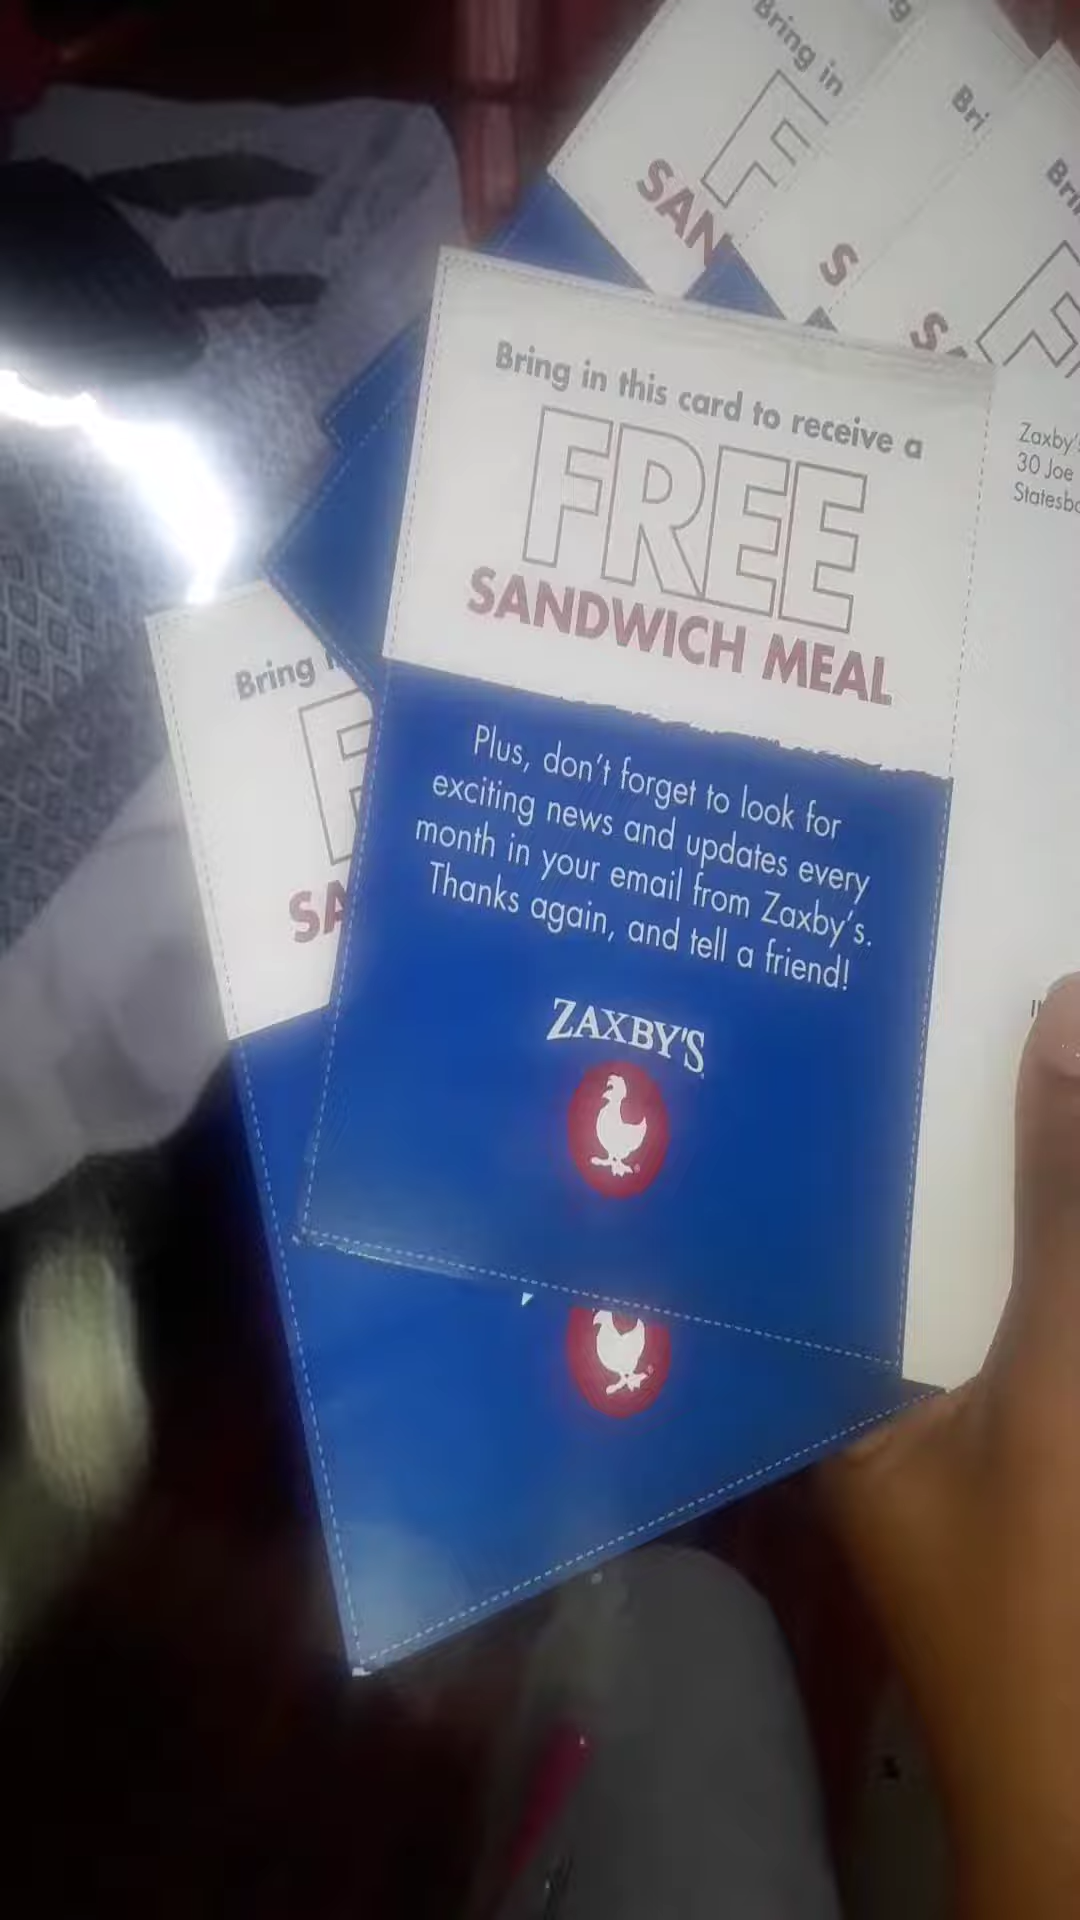 Bring in
Bri
Bring in this card to receive a
FREE
SANDWICH MEAL
Plus, don't forget to look for
exciting news and updates every
month in your email from Zaxby's.
Thanks again, and tell a friend!
ZAXBY'S
Zaxby's
30 Joe
Bring